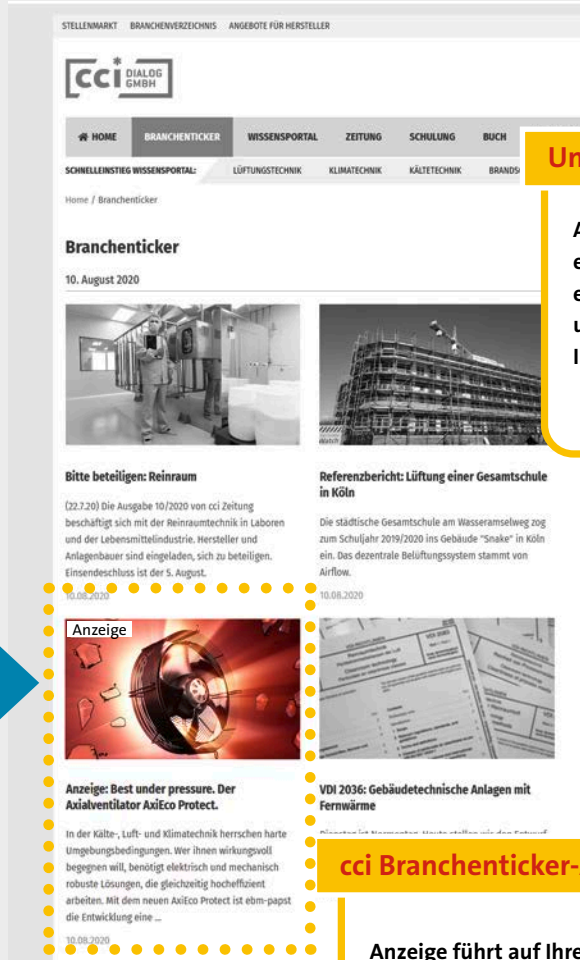 STELLENMARKT BRANCHENVERZEICHNIS ANGEBOTE FÜR HERSTELLER
cci DIALOG
GMBH
HOME BRANCHENTICKER WISSENSPORTAL ZEITUNG SCHULUNG BUCH
SCHNELLEINSTIEG WISSENSPORTAL: LÜFTUNGSTECHNIK KLIMATECHNIK KÄLTETECHNIK
Home / Branchenticker
Branchenticker
10. August 2020
Bitte beteiligen: Reinraum
(22.7.20) Die Ausgabe 10/2020 von cci Zeitung
beschäftigt sich mit der Reinraumtechnik in Laboren
und der Lebensmittelindustrie. Hersteller und
Anlagenbauer sind eingeladen, sich zu beteiligen.
Einsendeschluss ist der 5. August.
10.08.2020
Referenzbericht: Lüftung einer Gesamtschule
in Köln
Die städtische Gesamtschule am Wasseramselweg zog
zum Schuljahr 2019/2020 ins Gebäude "Snake" in Köln
ein. Das dezentrale Belüftungssystem stammt von
Airflow.
10.08.2020
Anzeige
Anzeige: Best under pressure. Der
Axialventilator AxiEco Protect.
In der Kälte-, Luft- und Klimatechnik herrschen harte
Umgebungsbedingungen. Wer ihnen wirkungsvoll
begegnen will, benötigt elektrisch und mechanisch
robuste Lösungen, die gleichzeitig hocheffizient
arbeiten. Mit dem neuen AxiEco Protect ist ebm-papst
die Entwicklung eine ...
10.08.2020
VDI 2036: Gebäudetechnische Anlagen mit
Fernwärme
cci Branchenticker-
Anzeige führt auf Ihre